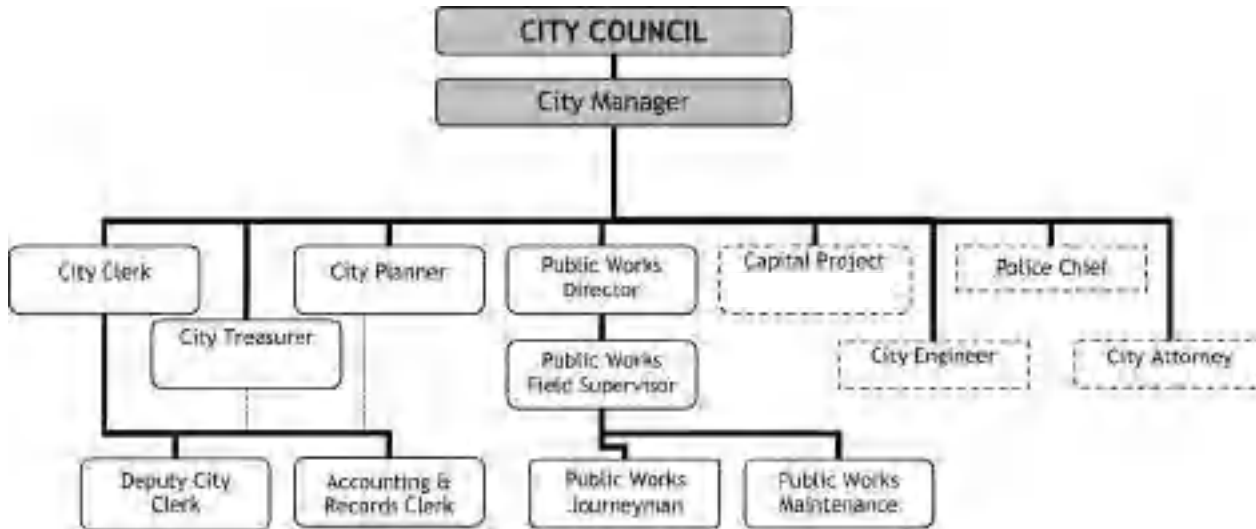 CITY COUNCIL
City Manager
City Clerk
City Planner
Public Works
Director
Capital Project
Police Chief
City Treasurer
Public Works
Field Supervisor
City Engineer
City Attorney
Deputy City
Clerk
Accounting &
Records Clerk
Public Works
Journeyman
Public Works
Maintenance